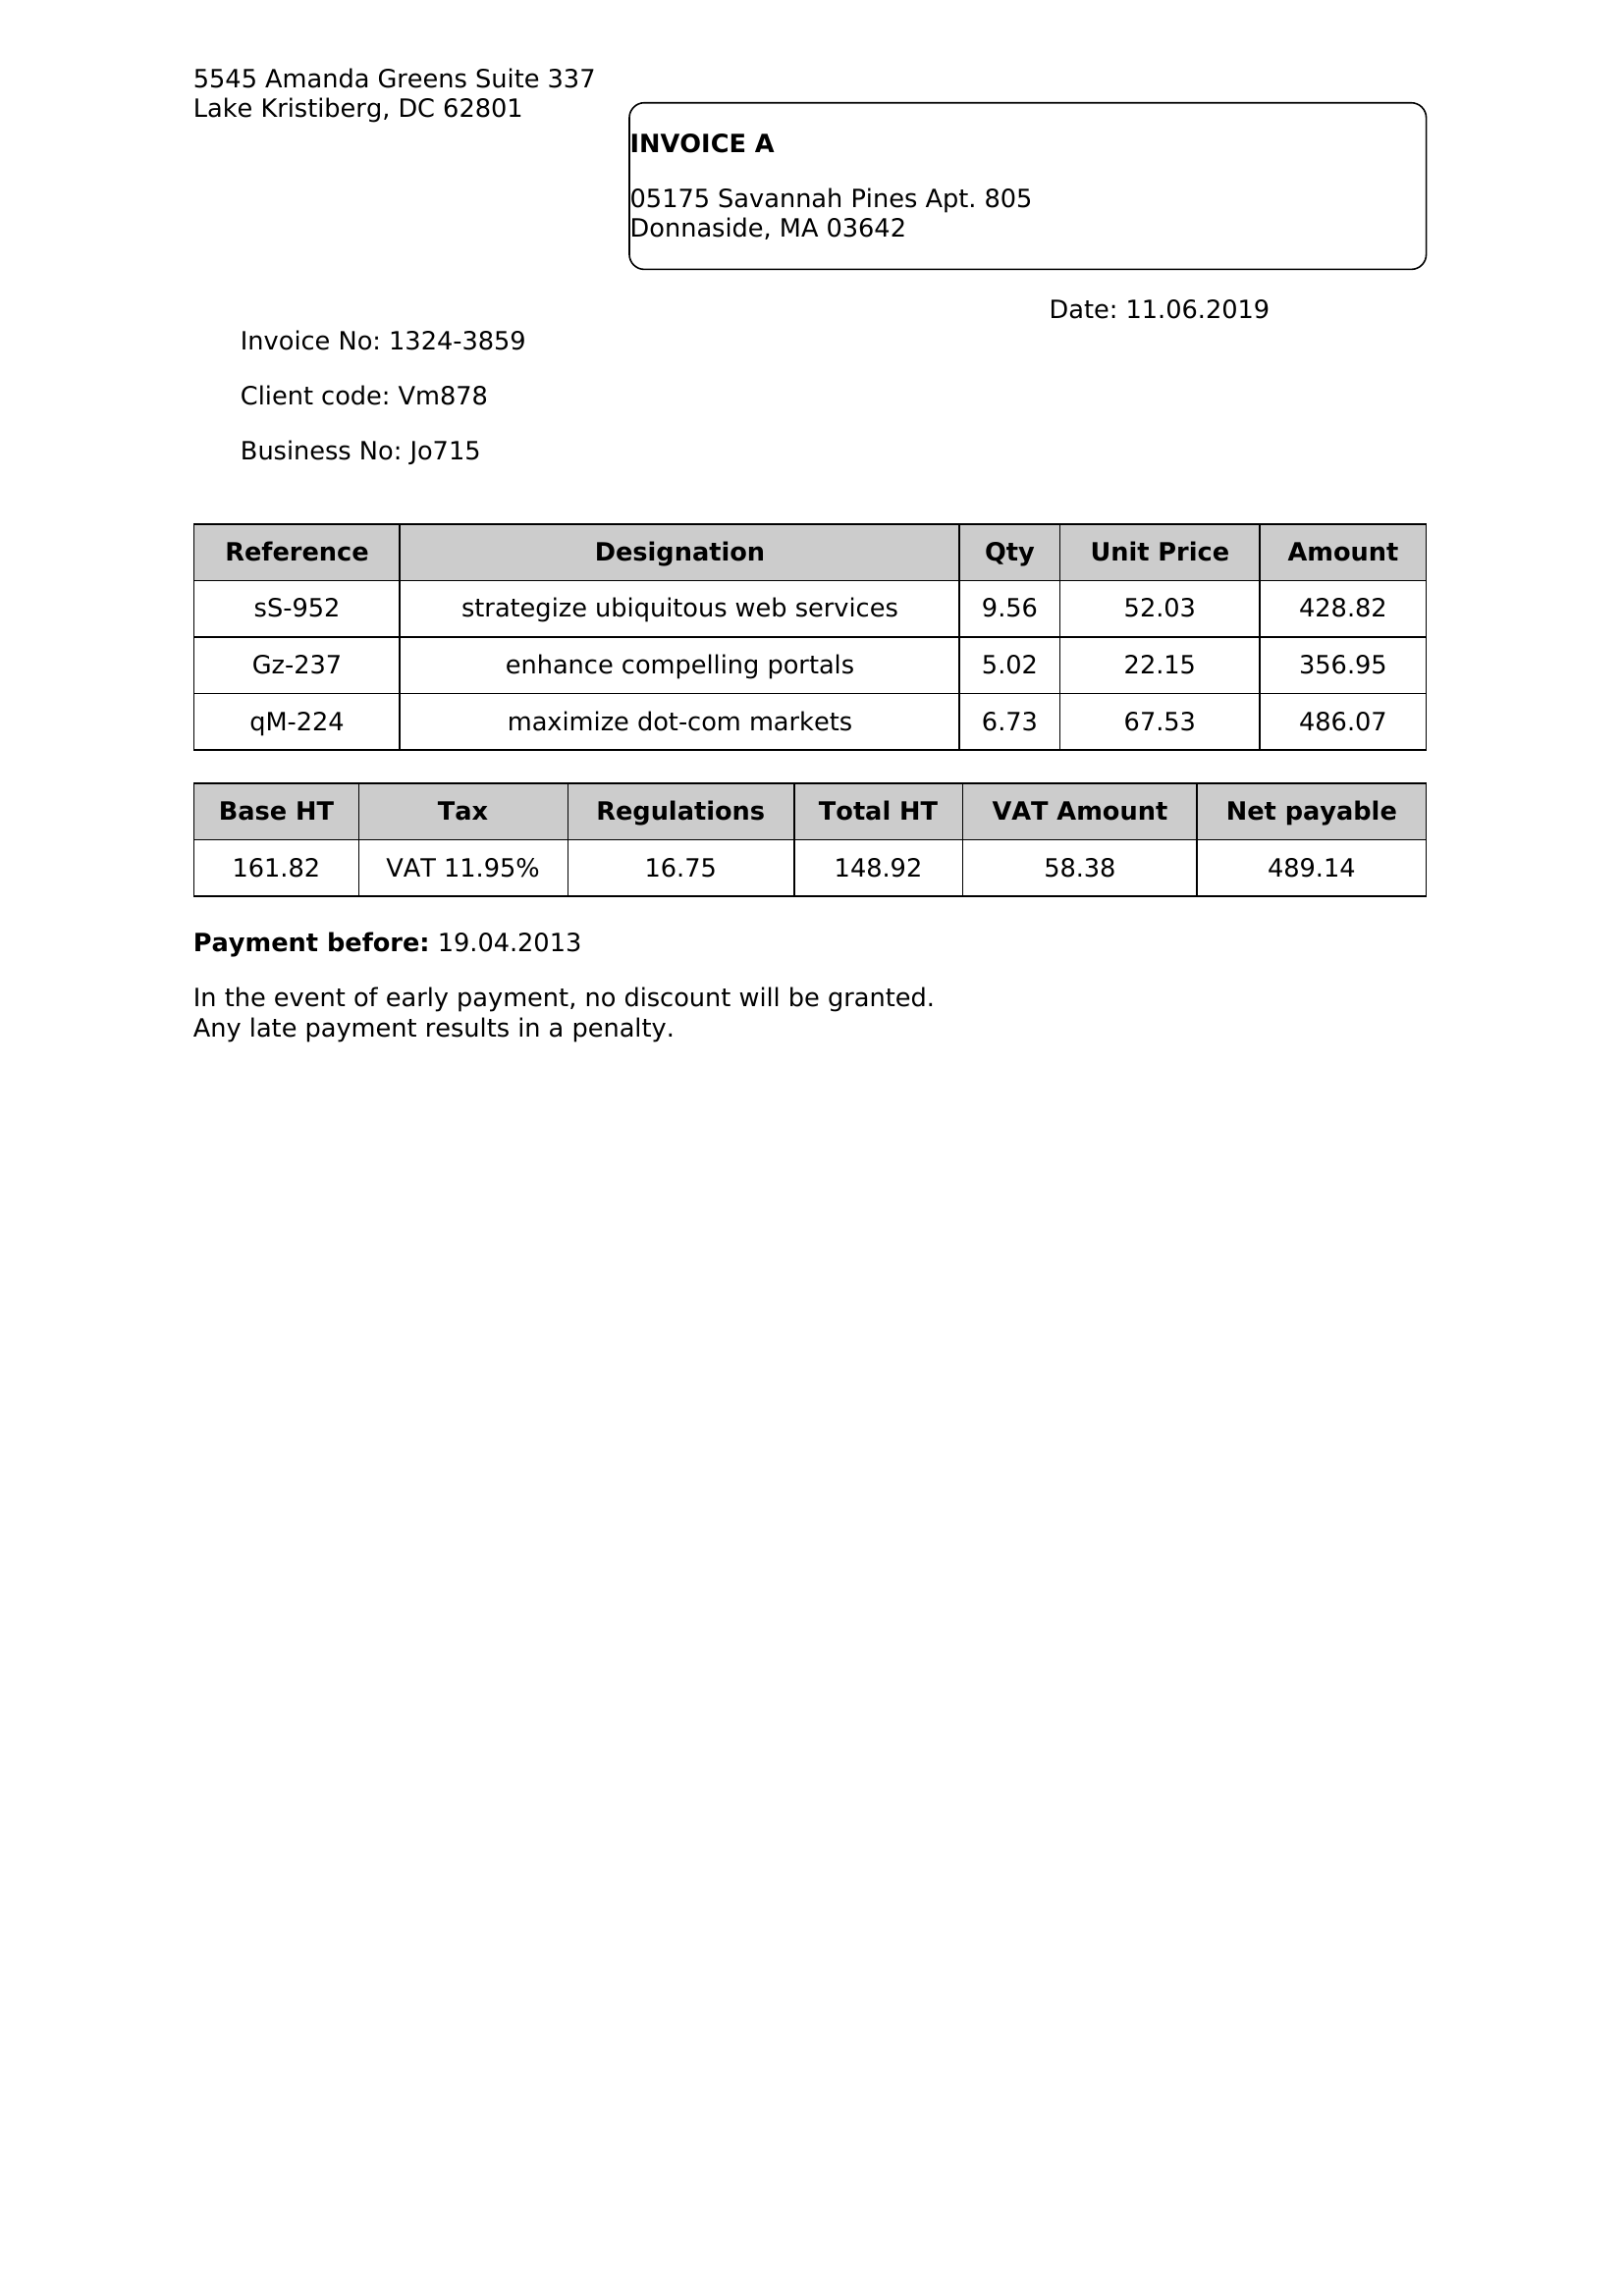 5545 Amanda Greens Suite 337
Lake Kristiberg, DC 62801
INVOICE A
05175 Savannah Pines Apt. 805
Donnaside, MA 03642
Date: 11.06.2019
Invoice No: 1324-3859
Client code: Vm878
Business No: Jo715
Reference Designation Qty Unit Price Amount
sS-952 strategize ubiquitous web services 9.56 52.03 428.82
Gz-237 enhance compelling portals 5.02 22.15 356.95
qM-224 maximize dot-com markets 6.73 67.53 486.07
Base HT Tax Regulations Total HT VAT Amount Net payable
161.82 VAT 11.95% 16.75 148.92 58.38 489.14
Payment before: 19.04.2013
In the event of early payment, no discount will be granted.
Any late payment results in a penalty.